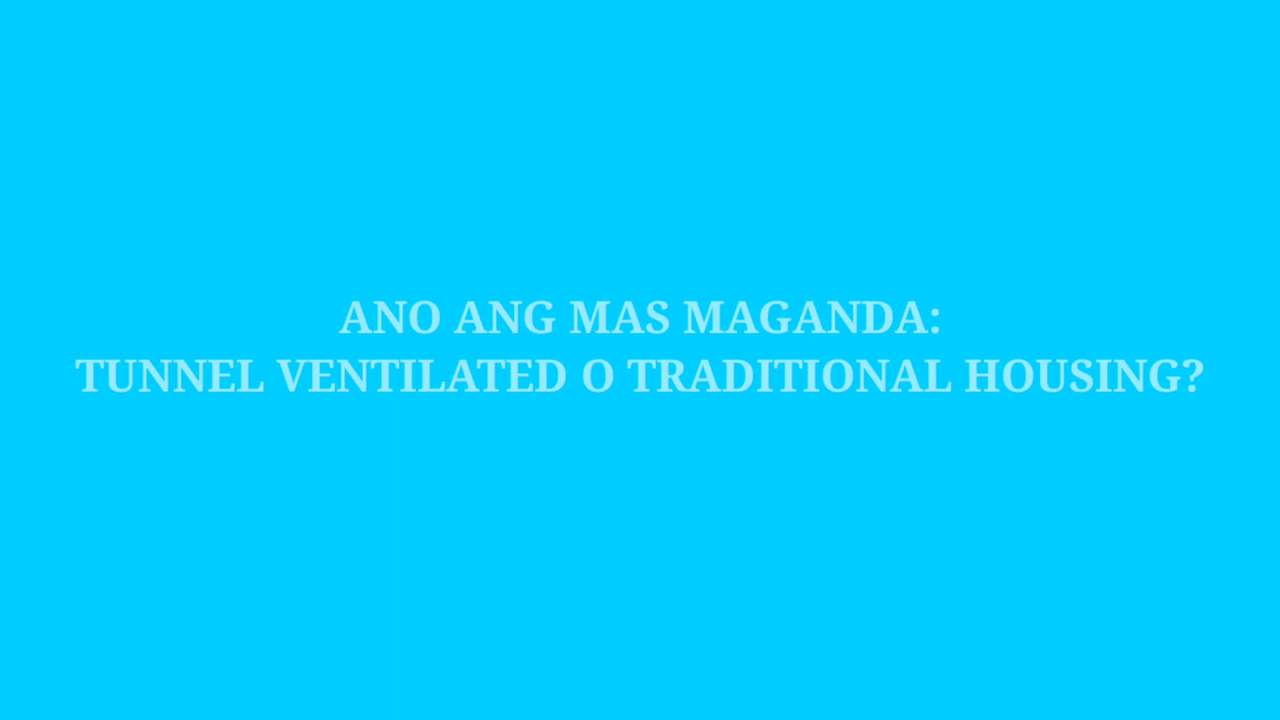 ANO ANG MAS MAGANDA:
TUNNEL VENTILATED O TRADITIONAL HOUSING?